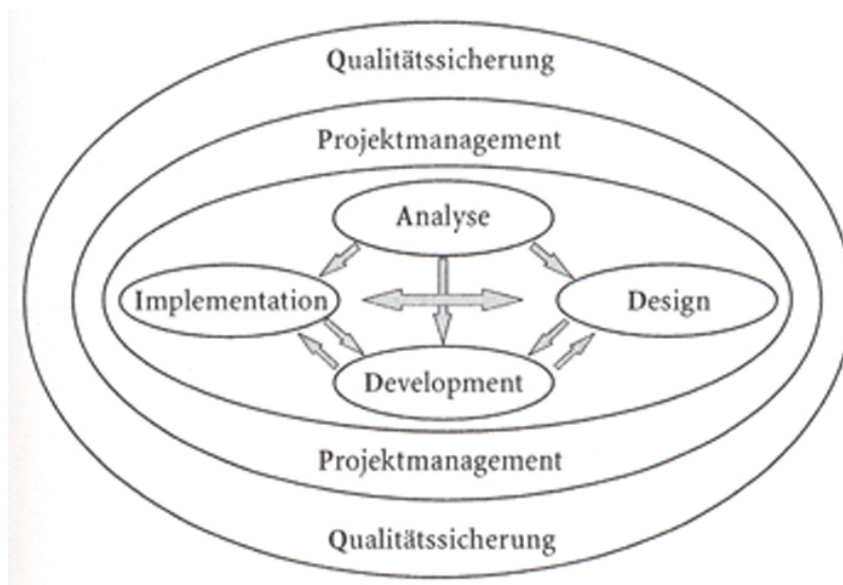 Qualitätssicherung
Projektmanagement
Analyse
Implementation
Design
Development
Projektmanagement
Qualitätssicherung